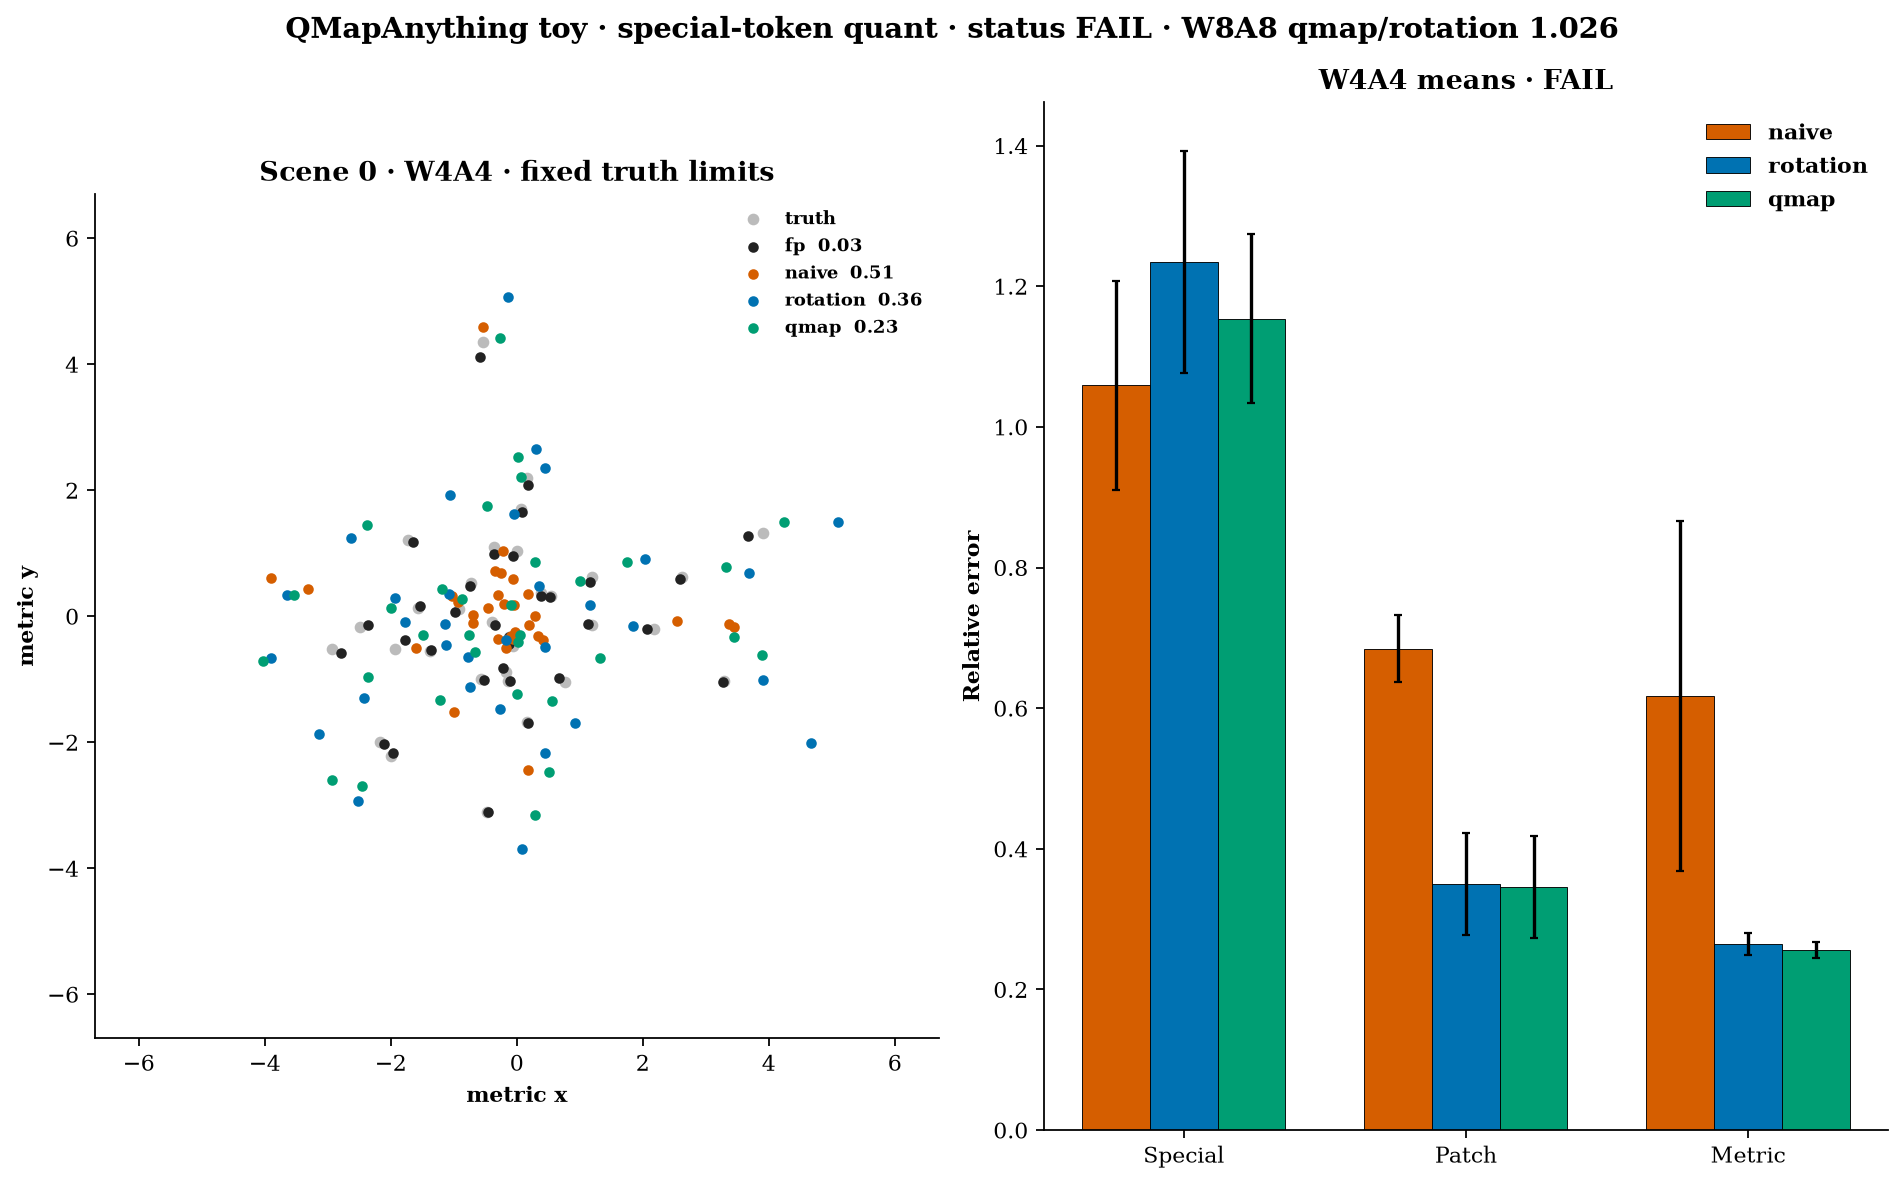 QMapAnything toy · special-token quant · status FAIL · W8A8 qmap/rotation 1.026
Scene 0 · W4A4 · fixed truth limits
truth
fp 0.03
naive 0.51
rotation 0.36
qmap 0.23
metric y
6
4
2
0
−2
−4
−6
−6
−4
−2
0
2
4
6
metric x
W4A4 means · FAIL
naive
rotation
qmap
Relative error
1.4
1.2
1.0
0.8
0.6
0.4
0.2
0.0
Special
Patch
Metric